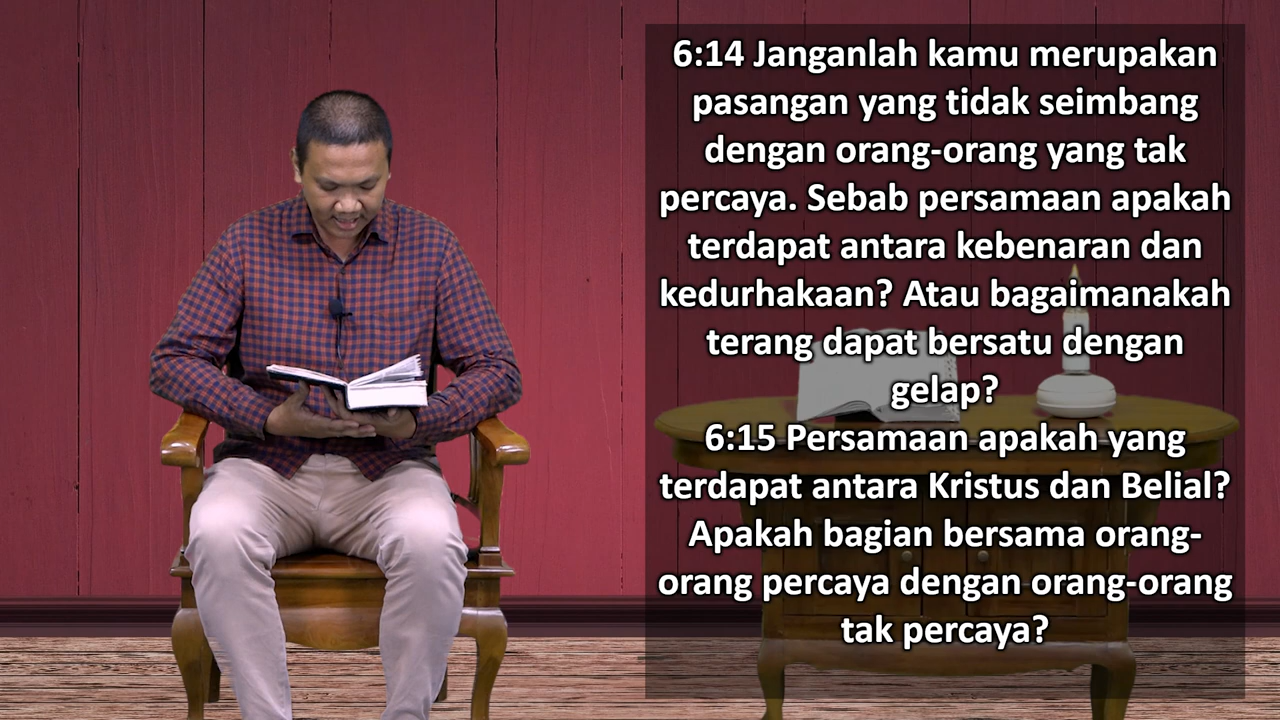 6:14 Janganlah kamu merupakan
pasangan yang tidak seimbang
dengan orang-orang yang tak
percaya. Sebab persamaan apakah
terdapat antara kebenaran dan
kedurhakaan? Atau bagaimanakah
terang dapat bersatu dengan
gelap?
6:15 Persamaan apakah yang
terdapat antara Kristus dan Belial?
Apakah bagian bersama orang-
orang percaya dengan orang-orang
tak percaya?